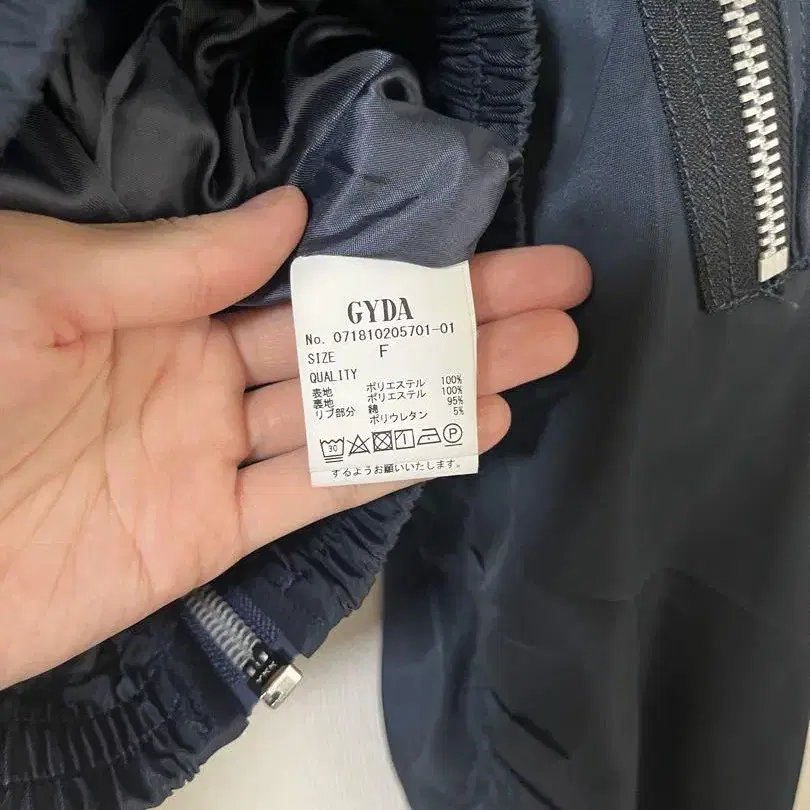 GYDA
No. 071810205701-01
SIZE F
QUALITY
表地 ポリエステル 100%
裏地 ポリエステル 100%
リブ部分 綿 95%
ポリウレタン 5%
30 P
するようお願いいたします。